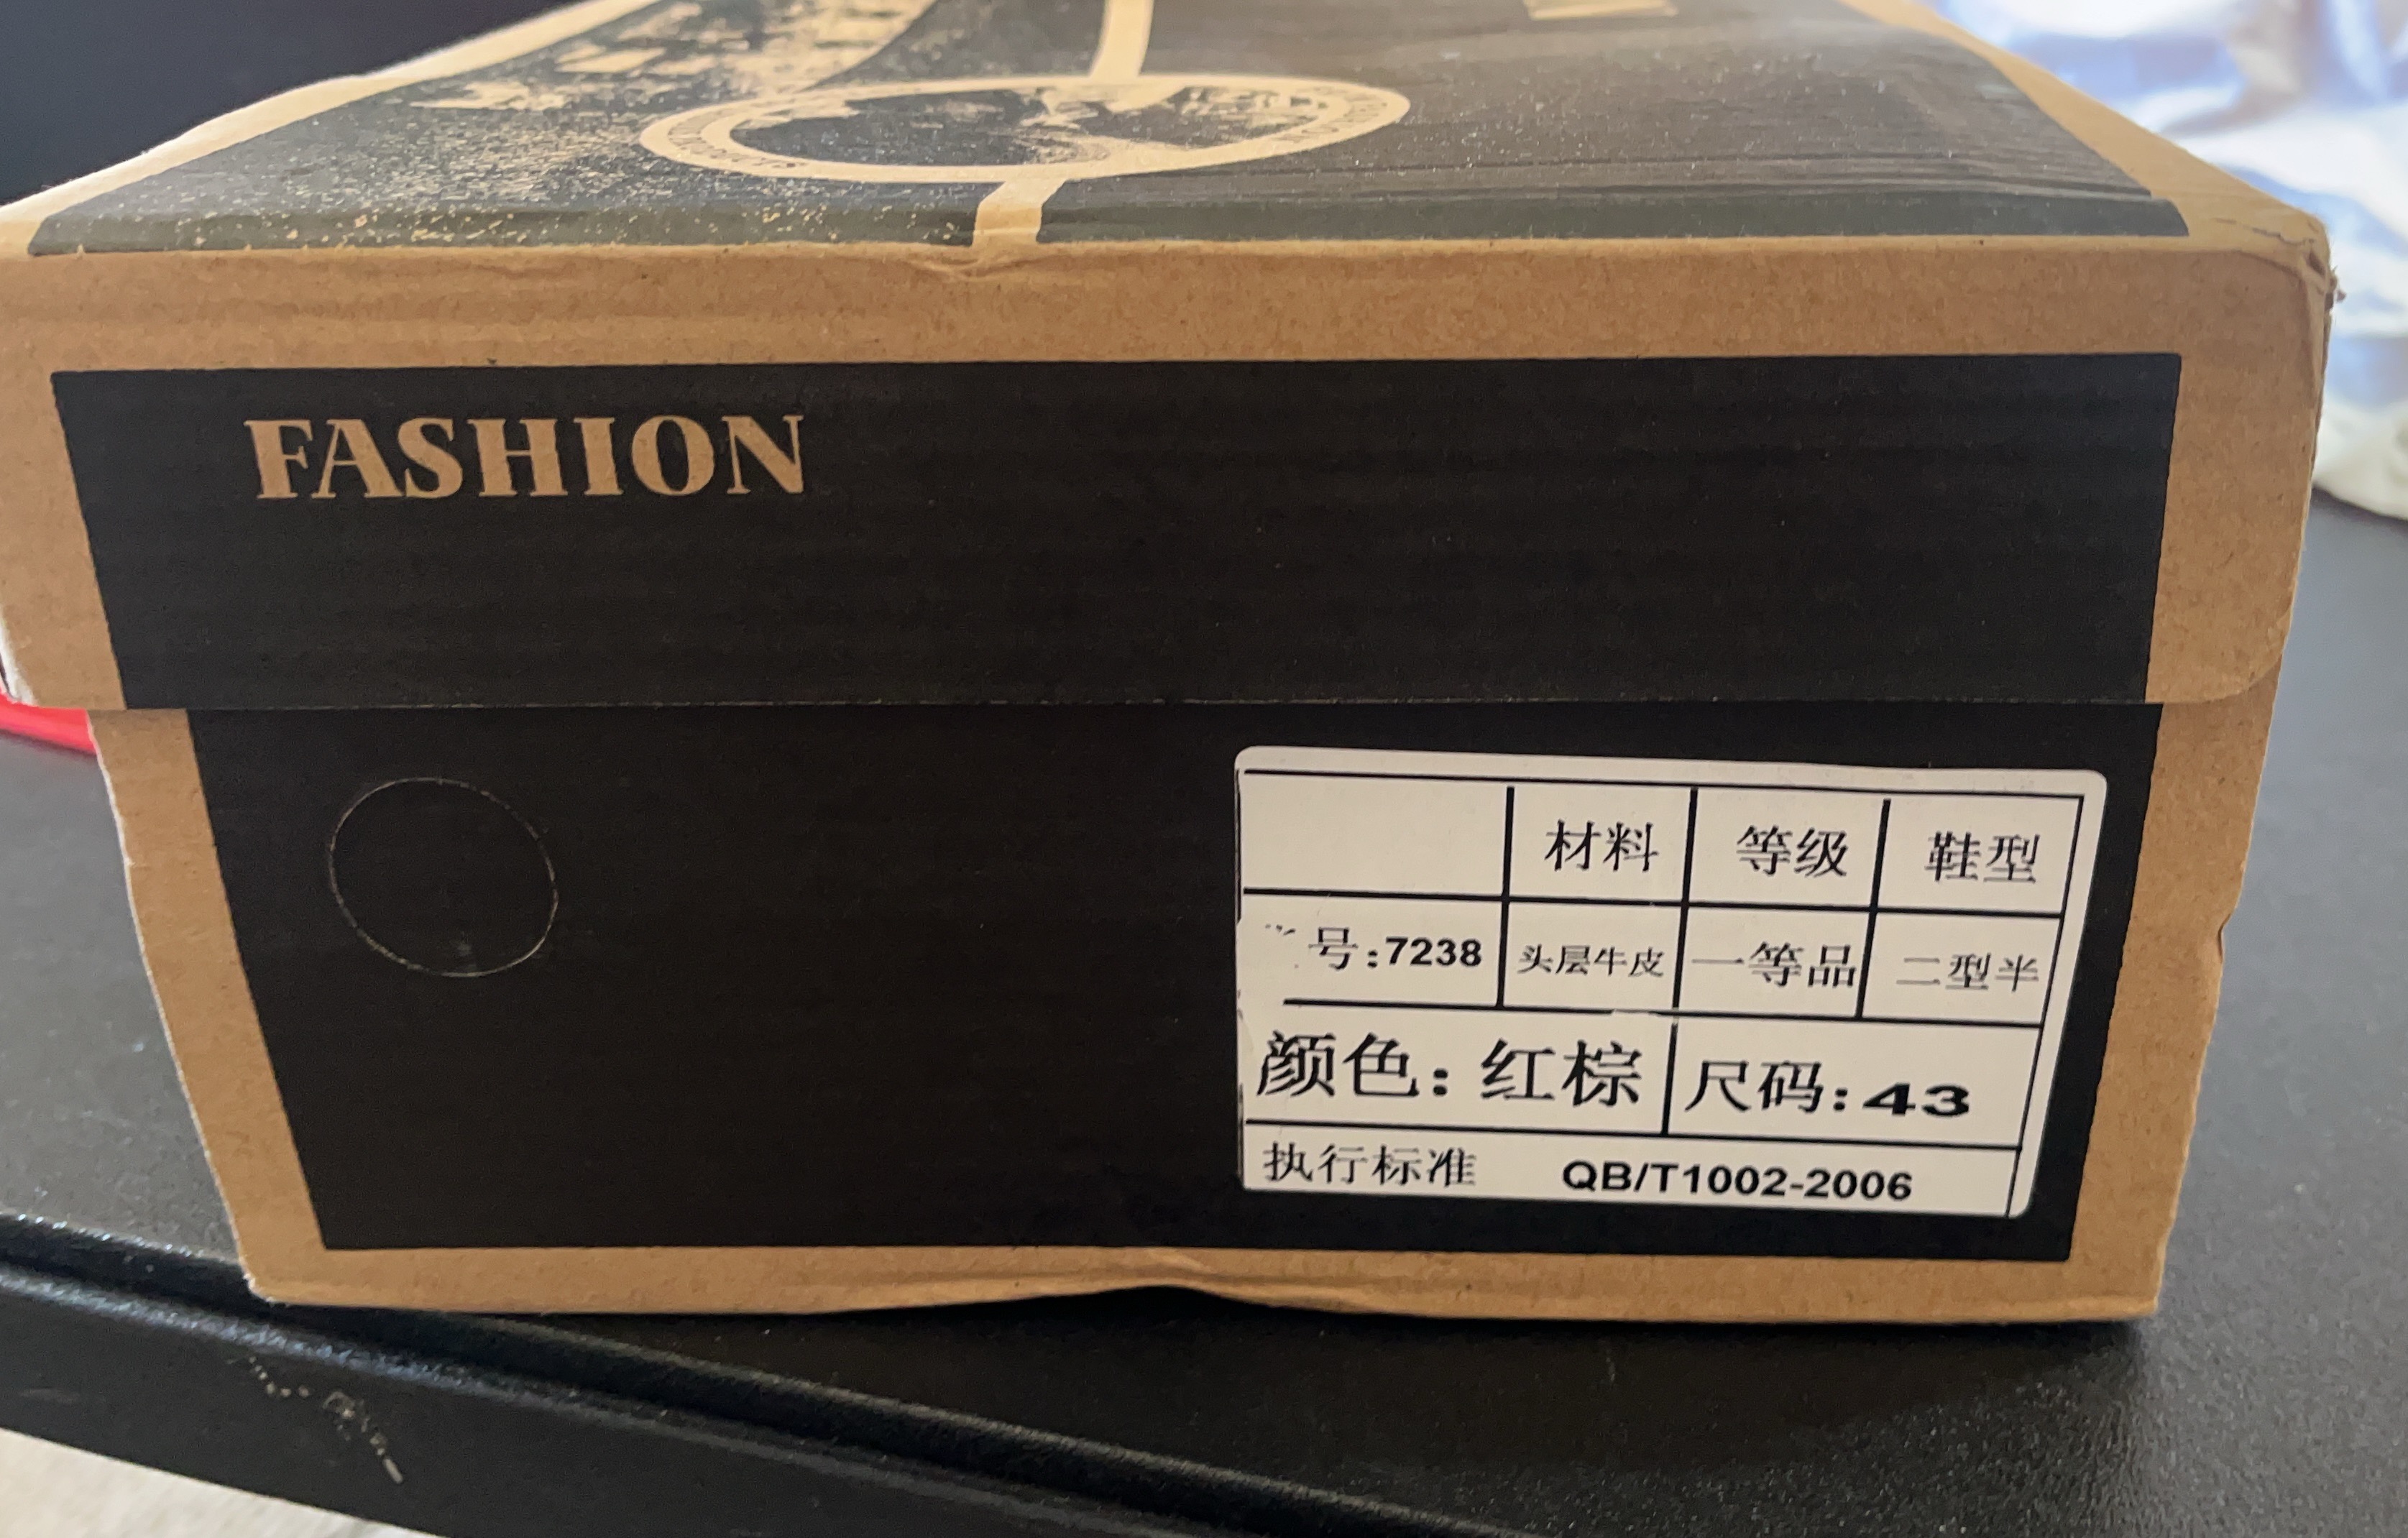 FASHION
材料 等级 鞋型
号:7238 头层牛皮 一等品 二型半
颜色: 红棕 尺码: 43
执行标准 QB/T1002-2006